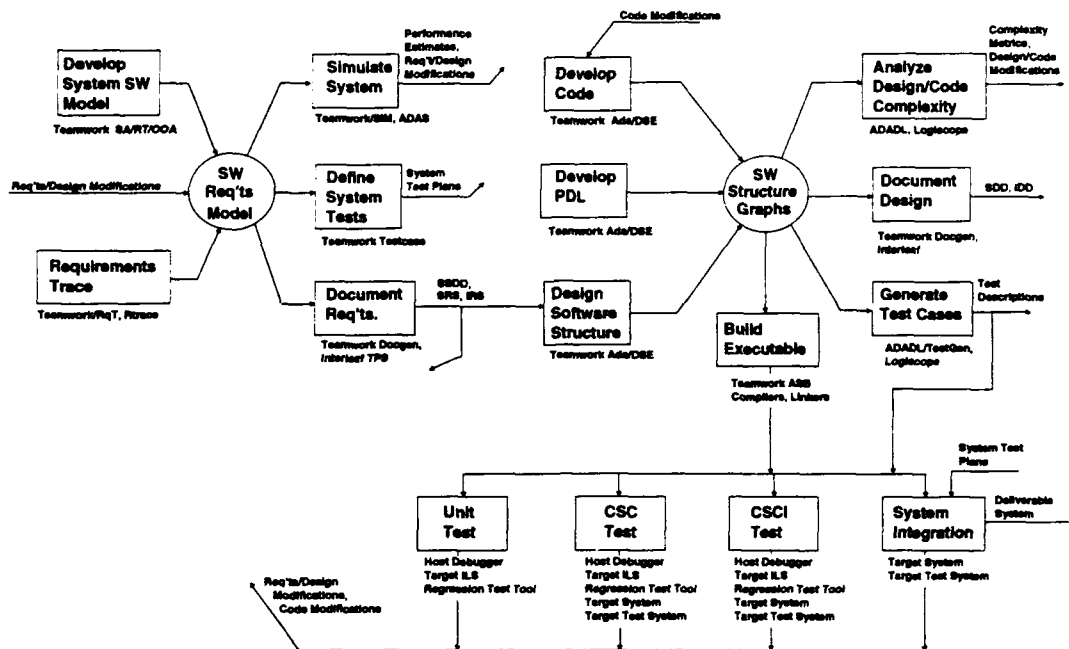 Code Modifications
Performance
Estimates,
Req't/Design
Modifications
Complexity
Metrics,
Design/Code
Modifications
Develop
System SW
Model
Teamwork SA/RT/OOA
Simulate
System
Teamwork/SIM, ADAS
Develop
Code
Teamwork Ada/DSE
Analyze
Design/Code
Complexity
ADADL, Logiscope
Req'ts/Design Modifications
SW
Req'ts
Model
Define
System
Tests
Teamwork Testcase
System
Test Plans
Develop
PDL
Teamwork Ada/DSE
SW
Structure
Graphs
Document
Design
Teamwork Docgen,
Interleaf
SDD, IDD
Requirements
Trace
Teamwork/RqT, Rtrace
Document
Req'ts.
Teamwork Docgen,
Interleaf TPS
SSDD,
SRS, IRS
Design
Software
Structure
Teamwork Ada/DSE
Build
Executable
Teamwork ASB
Compilers, Linkers
Generate
Test Cases
ADADL/TestGen,
Logiscope
Test
Descriptions
System Test
Plans
Unit
Test
Host Debugger
Target ILS
Regression Test Tool
CSC
Test
Host Debugger
Target ILS
Regression Test Tool
Target System
Target Test System
CSCI
Test
Host Debugger
Target ILS
Regression Test Tool
Target System
Target Test System
System
Integration
Target System
Target Test System
Deliverable
System
Req'ts/Design
Modifications,
Code Modifications